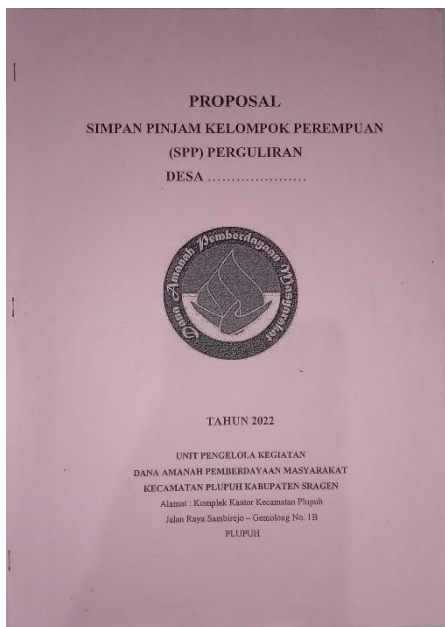 PROPOSAL
SIMPAN PINJAM KELOMPOK PEREMPUAN
(SPP) PERGULIRAN
DESA .....................
Dana Amanah Pemberdayaan Masyarakat
TAHUN 2022
UNIT PENGELOLA KEGIATAN
DANA AMANAH PEMBERDAYAAN MASYARAKAT
KECAMATAN PLUPUH KABUPATEN SRAGEN
Alamat : Komplek Kantor Kecamatan Plupuh
Jalan Raya Sambirejo – Gemolong No. 1B
PLUPUH